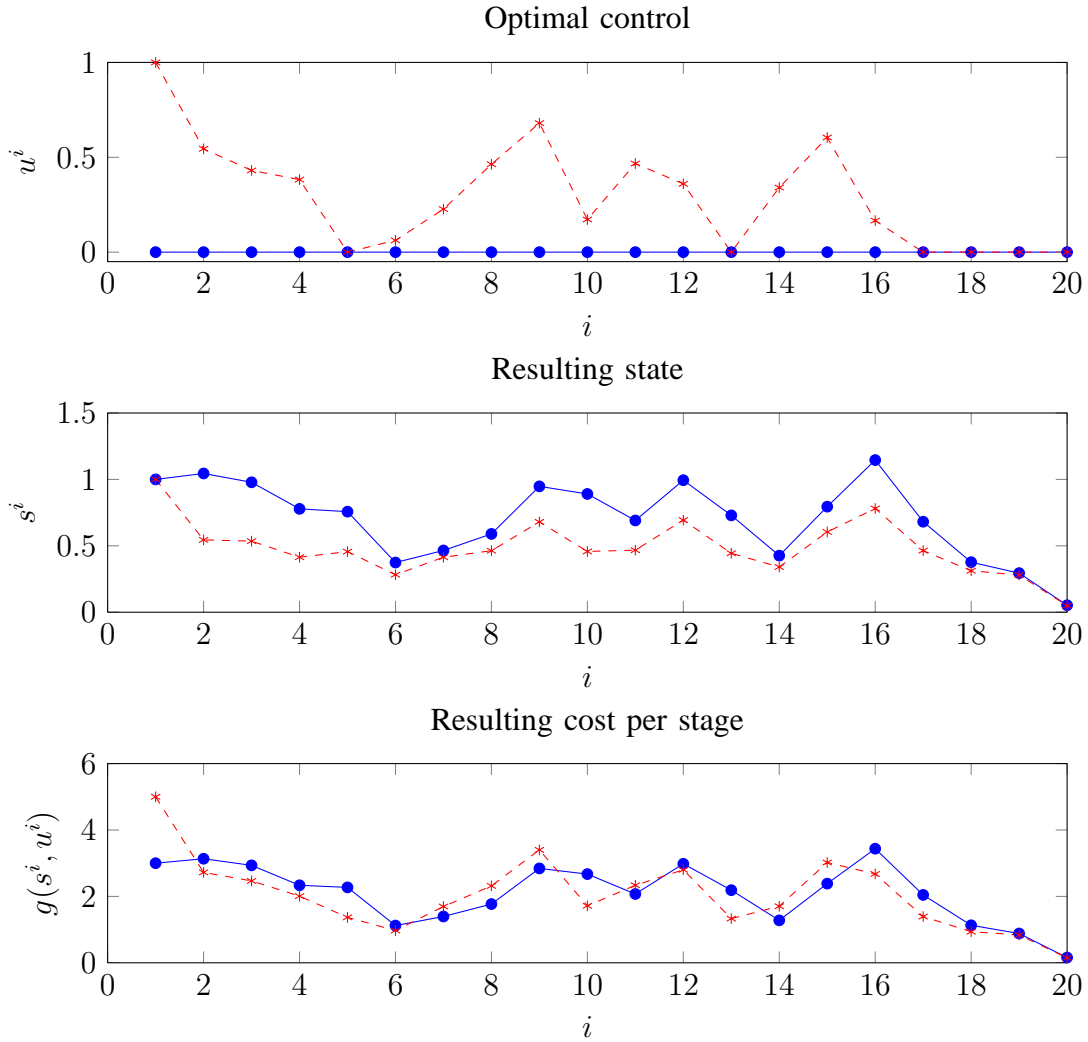 Optimal control
1
0.5
0
u^i
0 2 4 6 8 10 12 14 16 18 20
i
Resulting state
1.5
1
0.5
0
s^i
0 2 4 6 8 10 12 14 16 18 20
i
Resulting cost per stage
6
4
2
0
g(s^i, u^i)
0 2 4 6 8 10 12 14 16 18 20
i